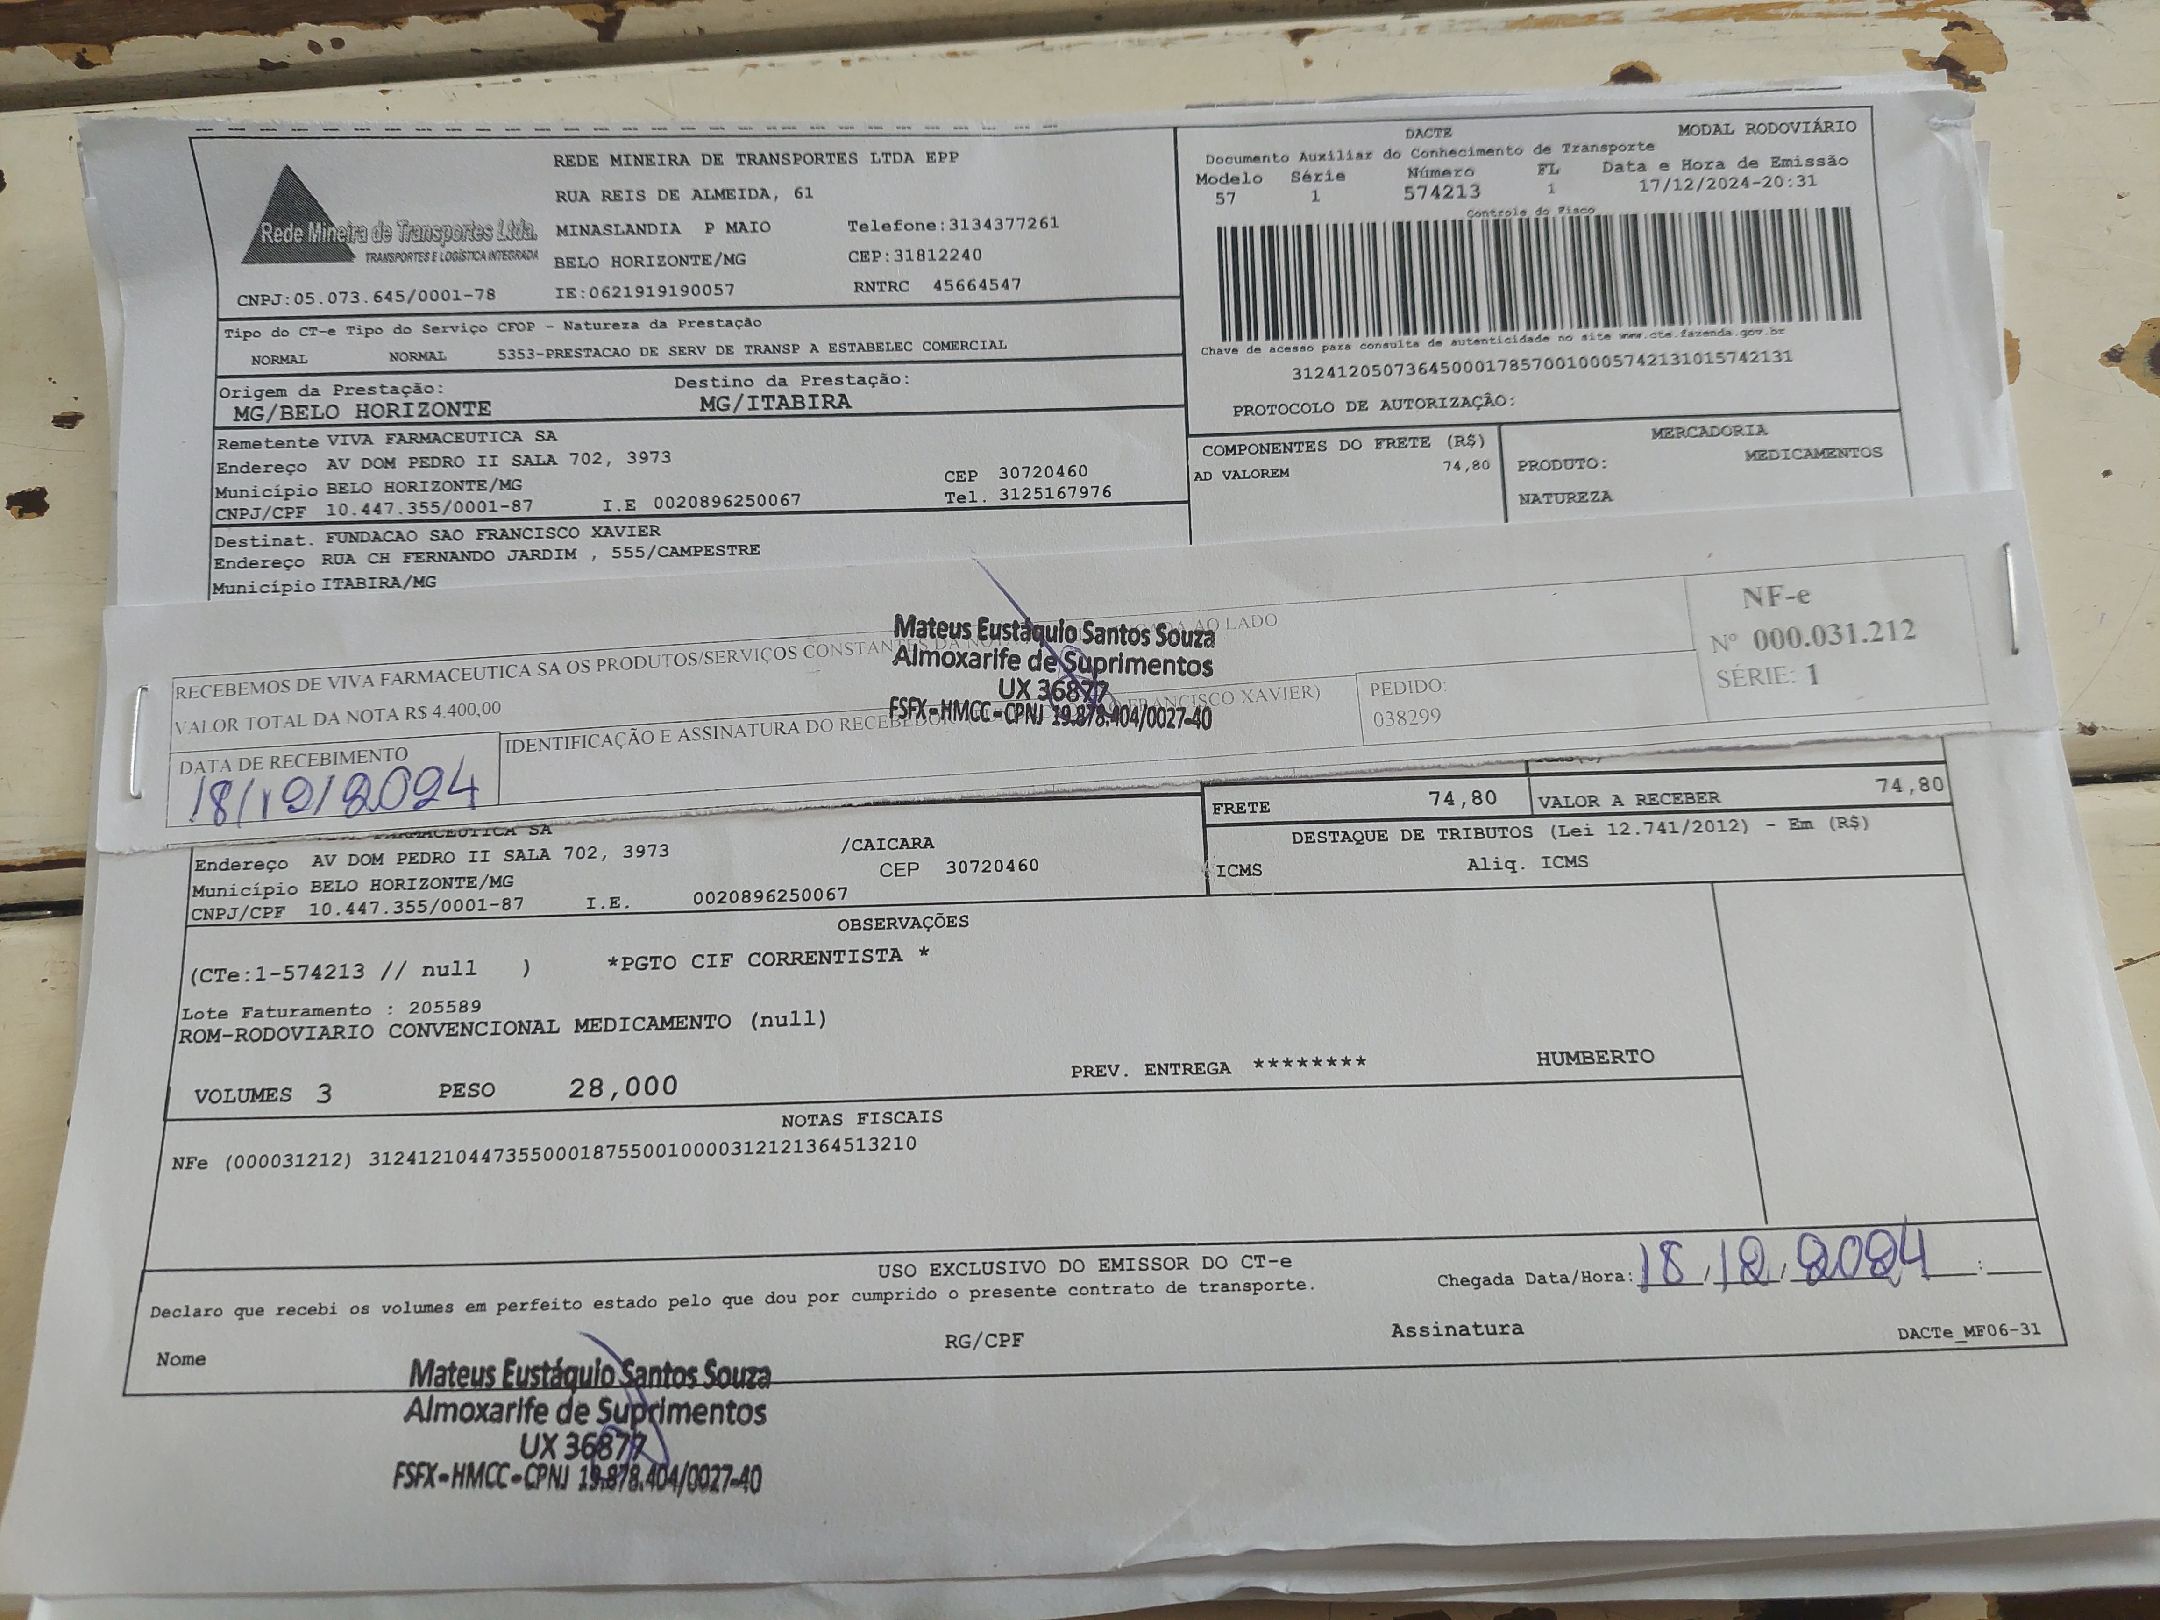 REDE MINEIRA DE TRANSPORTES LTDA EPP
RUA REIS DE ALMEIDA, 61
MINASLANDIA P MAIO Telefone:3134377261
BELO HORIZONTE/MG CEP:31812240
IE:0621919190057 RNTRC 45664547
Rede Mineira de Transportes Ltda.
TRANSPORTES E LOGÍSTICA INTEGRADA
CNPJ:05.073.645/0001-78
DACTE MODAL RODOVIÁRIO
Documento Auxiliar do Conhecimento de Transporte
Modelo Série Número FL Data e Hora de Emissão
57 1 574213 1 17/12/2024-20:31
Controle do Fisco
Chave de acesso para consulta de autenticidade no site www.cte.fazenda.gov.br
31241205073645000178570010005742131015742131
PROTOCOLO DE AUTORIZAÇÃO:
Tipo do CT-e Tipo do Serviço CFOP - Natureza da Prestação
NORMAL NORMAL 5353-PRESTACAO DE SERV DE TRANSP A ESTABELEC COMERCIAL
Origem da Prestação: Destino da Prestação:
MG/BELO HORIZONTE MG/ITABIRA
Remetente VIVA FARMACEUTICA SA
Endereço AV DOM PEDRO II SALA 702, 3973
Município BELO HORIZONTE/MG CEP 30720460
CNPJ/CPF 10.447.355/0001-87 I.E 0020896250067 Tel. 3125167976
COMPONENTES DO FRETE (R$) MERCADORIA
AD VALOREM 74,80 PRODUTO: MEDICAMENTOS
NATUREZA
Destinat. FUNDACAO SAO FRANCISCO XAVIER
Endereço RUA CH FERNANDO JARDIM , 555/CAMPESTRE
Município ITABIRA/MG
RECEBEMOS DE VIVA FARMACEUTICA SA OS PRODUTOS/SERVIÇOS CONSTANTES DA AO LADO
VALOR TOTAL DA NOTA R$ 4.400,00
DATA DE RECEBIMENTO
18/12/2024
IDENTIFICAÇÃO E ASSINATURA DO RECEBEDO FRANCISCO XAVIER)
Mateus Eustáquio Santos Souza
Almoxarife de Suprimentos
UX 36877
FSFX-HMCC-CPNJ 19.878.404/0027-40
PEDIDO:
038299
NF-e
Nº 000.031.212
SÉRIE: 1
FRETE 74,80 VALOR A RECEBER 74,80
DESTAQUE DE TRIBUTOS (Lei 12.741/2012) - Em (R$)
ICMS Aliq. ICMS
FARMACEUTICA SA
Endereço AV DOM PEDRO II SALA 702, 3973 /CAICARA
Município BELO HORIZONTE/MG CEP 30720460
CNPJ/CPF 10.447.355/0001-87 I.E. 0020896250067
OBSERVAÇÕES
(CTe:1-574213 // null ) *PGTO CIF CORRENTISTA *
Lote Faturamento : 205589
ROM-RODOVIARIO CONVENCIONAL MEDICAMENTO (null)
VOLUMES 3 PESO 28,000 PREV. ENTREGA ******** HUMBERTO
NOTAS FISCAIS
NFe (000031212) 31241210447355000187550010000312121364513210
USO EXCLUSIVO DO EMISSOR DO CT-e
Declaro que recebi os volumes em perfeito estado pelo que dou por cumprido o presente contrato de transporte.
Chegada Data/Hora: 18/12/2024 :
Nome RG/CPF Assinatura DACTe_MF06-31
Mateus Eustáquio Santos Souza
Almoxarife de Suprimentos
UX 36877
FSFX-HMCC-CPNJ 19.878.404/0027-40